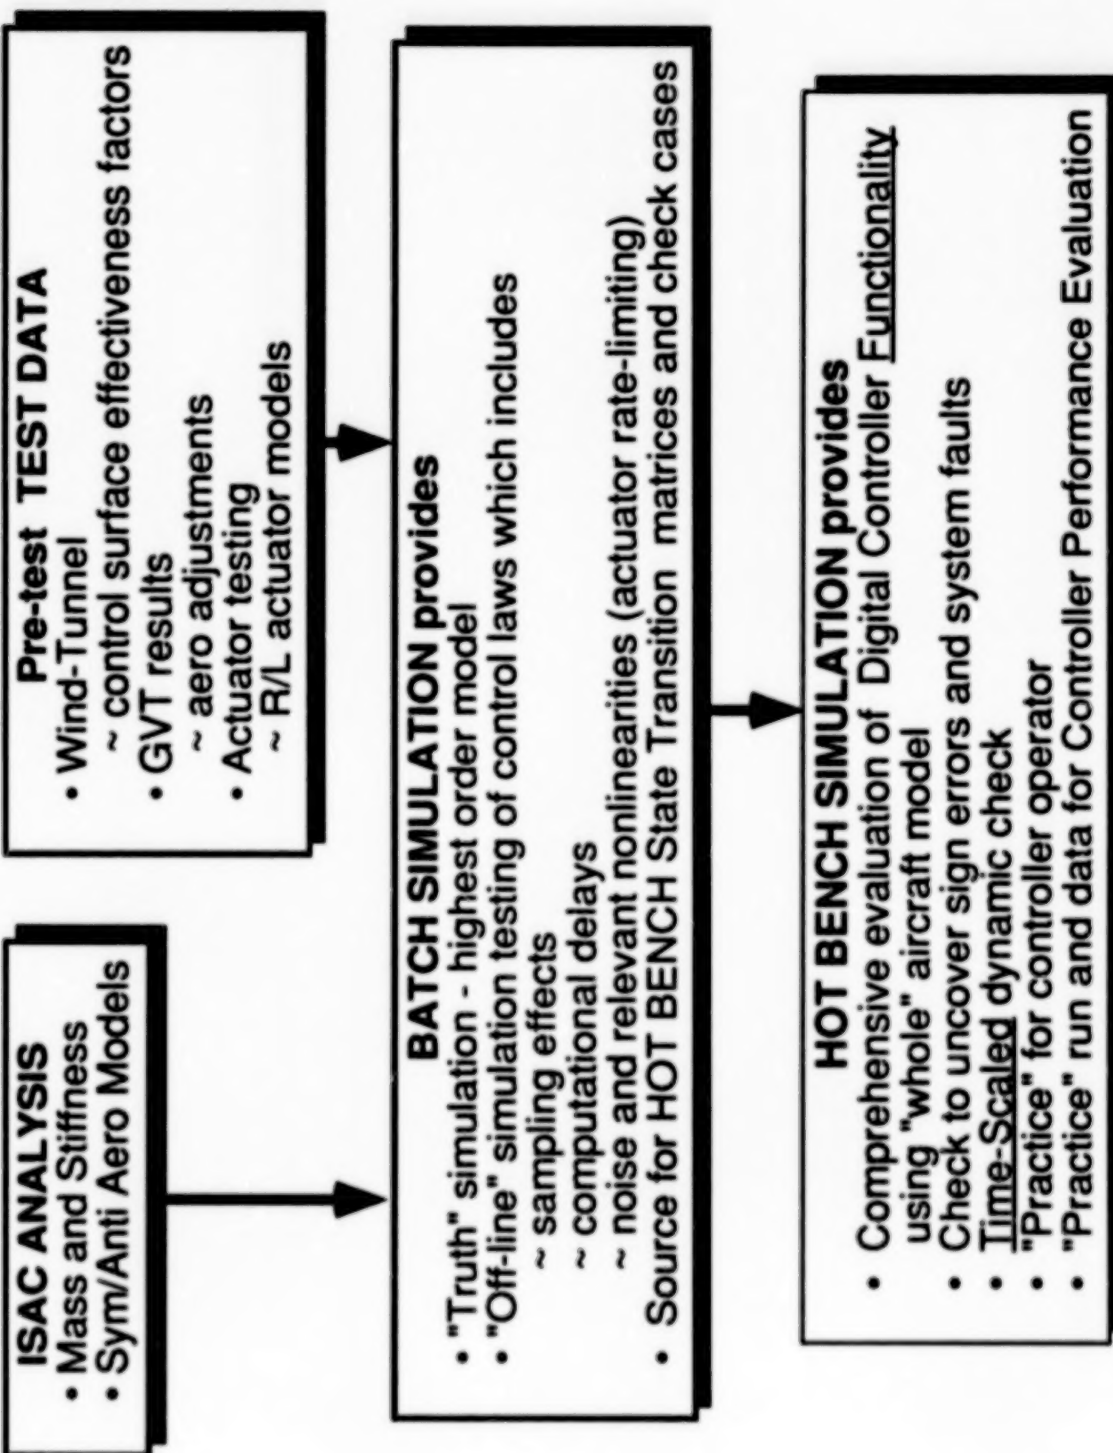 ISAC ANALYSIS
• Mass and Stiffness
• Sym/Anti Aero Models
Pre-test TEST DATA
• Wind-Tunnel
~ control surface effectiveness factors
• GVT results
~ aero adjustments
• Actuator testing
~ R/L actuator models
BATCH SIMULATION provides
• "Truth" simulation - highest order model
• "Off-line" simulation testing of control laws which includes
~ sampling effects
~ computational delays
~ noise and relevant nonlinearities (actuator rate-limiting)
• Source for HOT BENCH State Transition matrices and check cases
HOT BENCH SIMULATION provides
• Comprehensive evaluation of Digital Controller Functionality
using "whole" aircraft model
• Check to uncover sign errors and system faults
• Time-Scaled dynamic check
• "Practice" for controller operator
• "Practice" run and data for Controller Performance Evaluation